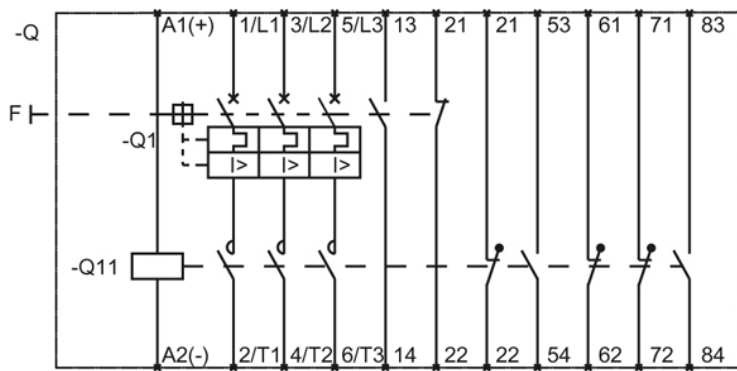 -Q A1(+) 1/L1 3/L2 5/L3 13 21 21 53 61 71 83
F
-Q1
I> I> I>
-Q11
A2(-) 2/T1 4/T2 6/T3 14 22 22 54 62 72 84